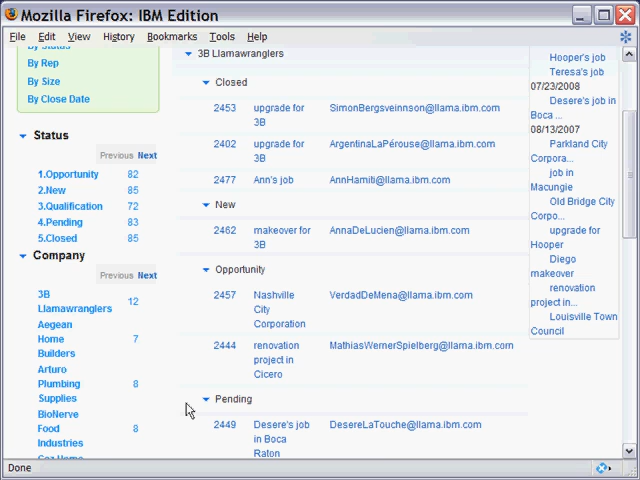 Mozilla Firefox: IBM Edition
File Edit View History Bookmarks Tools Help
By Status
By Rep
By Size
By Close Date
Status
Previous Next
1.Opportunity 82
2.New 85
3.Qualification 72
4.Pending 83
5.Closed 85
Company
Previous Next
3B
Llamawranglers 12
Aegean
Home 7
Builders
Arturo
Plumbing 8
Supplies
BioNerve
Food 8
Industries
3B Llamawranglers
Closed
2453 upgrade for SimonBergsveinnson@llama.ibm.com
3B
2402 upgrade for ArgentinaLaPérouse@llama.ibm.com
3B
2477 Ann's job AnnHamiti@llama.ibm.com
New
2462 makeover for AnnaDeLucien@llama.ibm.com
3B
Opportunity
2457 Nashville VerdadDeMena@llama.ibm.com
City
Corporation
2444 renovation MathiasWernerSpielberg@llama.ibm.com
project in
Cicero
Pending
2449 Desere's job DesereLaTouche@llama.ibm.com
in Boca
Raton
Hooper's job
Teresa's job
07/23/2008
Desere's job in
Boca ...
08/13/2007
Parkland City
Corpora...
job in
Macungie
Old Bridge City
Corpo...
upgrade for
Hooper
Diego
makeover
renovation
project in...
Louisville Town
Council
Done